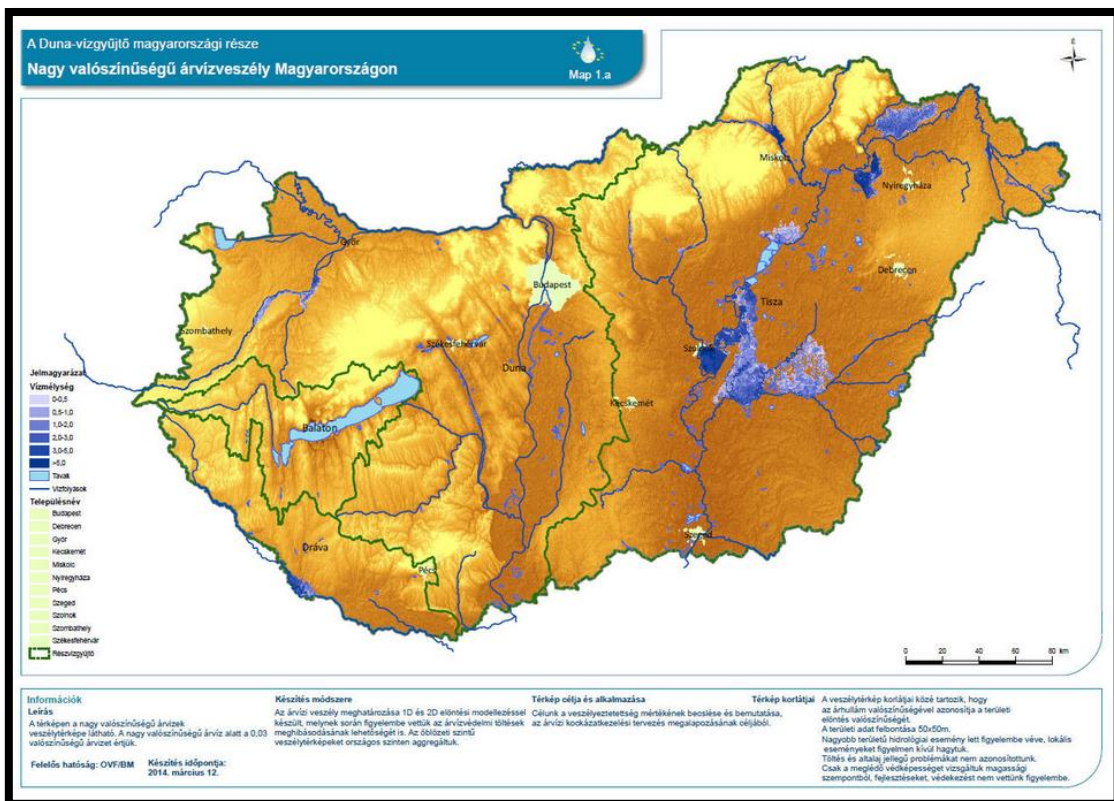 A Duna-vízgyűjtő magyarországi része
Nagy valószínűségű árvízveszély Magyarországon
Map 1.a
Miskolc
Nyíregyháza
Győr
Budapest
Debrecen
Tisza
Szombathely
Székesfehérvár
Duna
Szolnok
Kecskemét
Balaton
Dráva
Pécs
Szeged
Jelmagyarázat
Vízmélység
0-0,5
0,5-1,0
1,0-2,0
2,0-3,0
3,0-5,0
>5,0
Tavak
Vízfolyások
Településnév
Budapest
Debrecen
Győr
Kecskemét
Miskolc
Nyíregyháza
Pécs
Szeged
Szolnok
Szombathely
Székesfehérvár
Részvízgyűjtő
0 20 40 60 80 km
Információk
Leírás
A térképen a nagy valószínűségű árvizek
veszélytérképe látható. A nagy valószínűségű árvíz alatt a 0,03
valószínűségű árvizet értjük.
Felelős hatóság: OVF/BM
Készítés időpontja:
2014. március 12.
Készítés módszere
Az árvízi veszély meghatározása 1D és 2D elöntési modellezéssel
készült, melynek során figyelembe vettük az árvízvédelmi töltések
meghibásodásának lehetőségét is. Az öblözeti szintű
veszélytérképeket országos szinten aggregáltuk.
Térkép célja és alkalmazása
Célunk a veszélyeztetettség mértékének becslése és bemutatása,
az árvízi kockázatkezelési tervezés megalapozásának céljából.
Térkép korlátjai
A veszélytérkép korlátjai közé tartozik, hogy
az árhullám valószínűségével azonosítja a területi
elöntés valószínűségét.
A területi adat felbontása 50x50m.
Nagyobb területű hidrológiai esemény lett figyelembe véve, lokális
eseményeket figyelmen kívül hagytuk.
Töltés és altalaj jellegű problémákat nem azonosítottunk.
Csak a meglédő védképességet vizsgáltuk magassági
szempontból, fejlesztéseket, védekezést nem vettünk figyelembe.